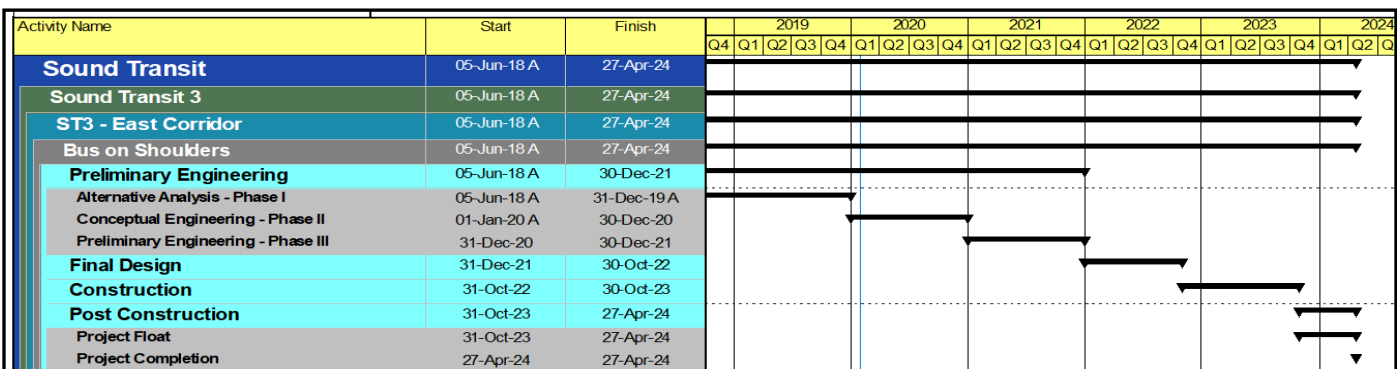 Activity Name Start Finish 2019 2020 2021 2022 2023 2024
Q4 Q1 Q2 Q3 Q4 Q1 Q2 Q3 Q4 Q1 Q2 Q3 Q4 Q1 Q2 Q3 Q4 Q1 Q2 Q3 Q4 Q1 Q2 Q
Sound Transit 05-Jun-18 A 27-Apr-24
Sound Transit 3 05-Jun-18 A 27-Apr-24
ST3 - East Corridor 05-Jun-18 A 27-Apr-24
Bus on Shoulders 05-Jun-18 A 27-Apr-24
Preliminary Engineering 05-Jun-18 A 30-Dec-21
Alternative Analysis - Phase I 05-Jun-18 A 31-Dec-19 A
Conceptual Engineering - Phase II 01-Jan-20 A 30-Dec-20
Preliminary Engineering - Phase III 31-Dec-20 30-Dec-21
Final Design 31-Dec-21 30-Oct-22
Construction 31-Oct-22 30-Oct-23
Post Construction 31-Oct-23 27-Apr-24
Project Float 31-Oct-23 27-Apr-24
Project Completion 27-Apr-24 27-Apr-24